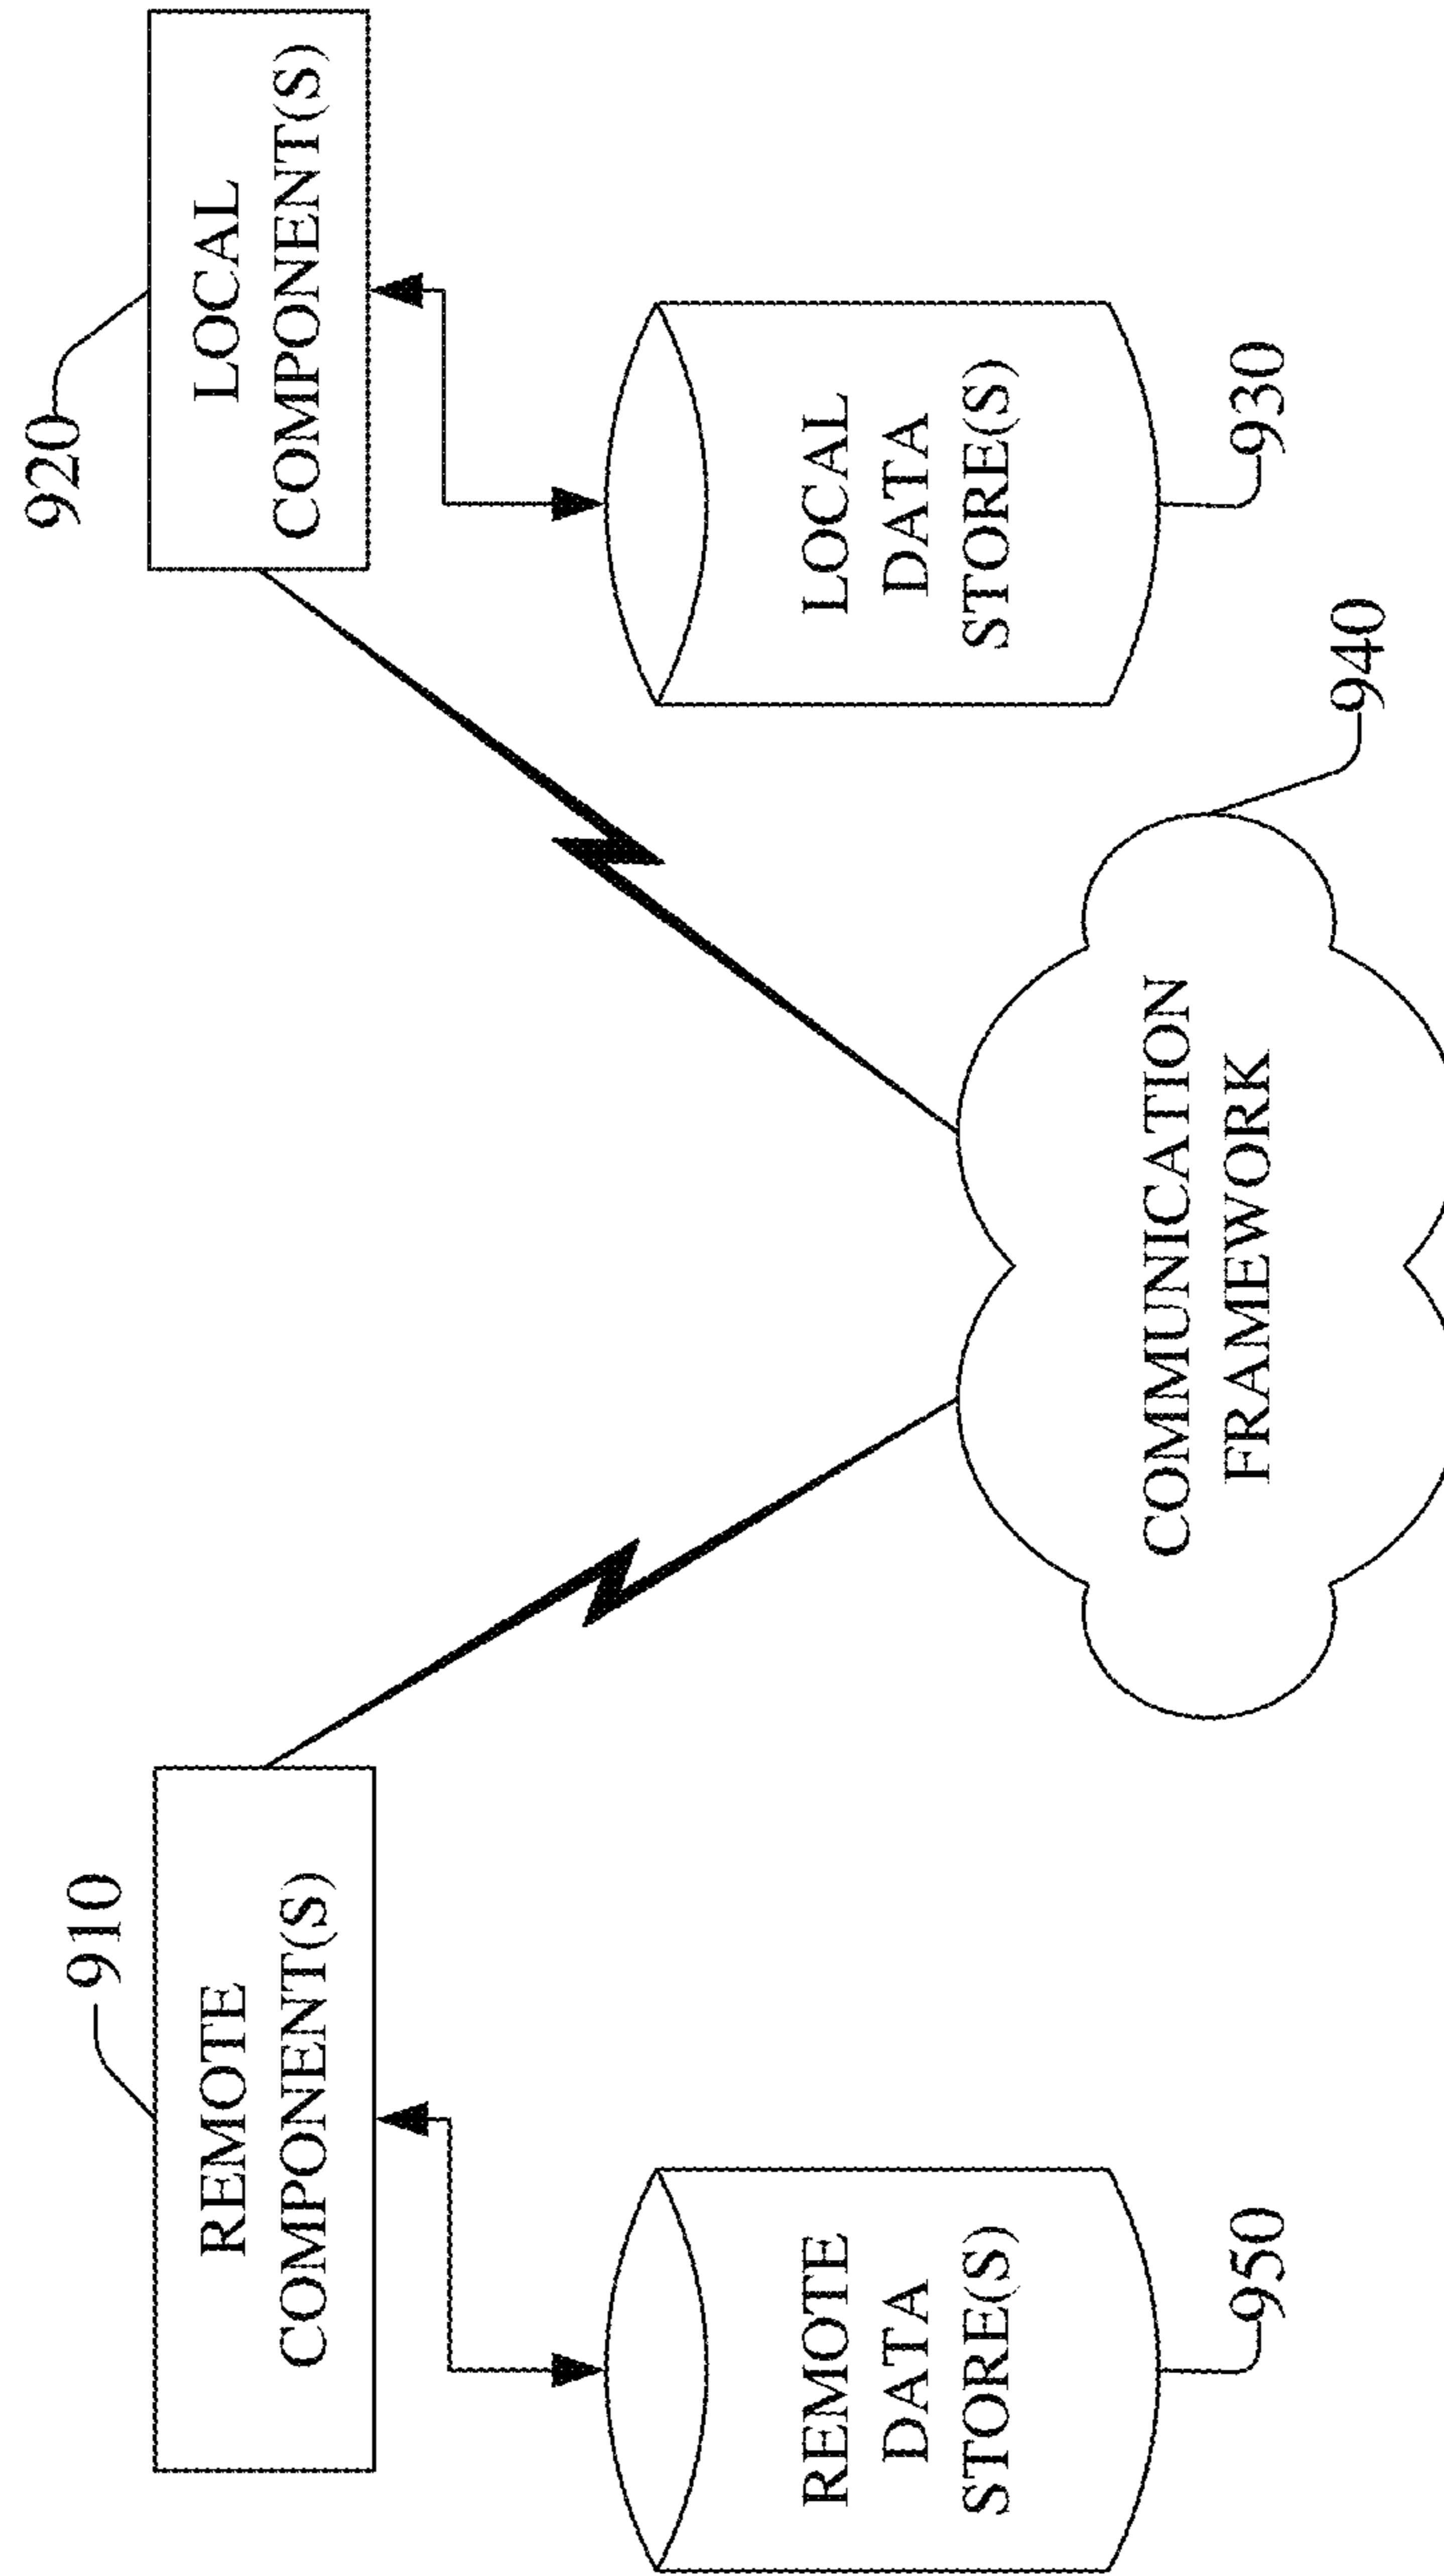 910
REMOTE
COMPONENT(S)
REMOTE
DATA
STORE(S)
950
COMMUNICATION
FRAMEWORK
940
920
LOCAL
COMPONENT(S)
LOCAL
DATA
STORE(S)
930